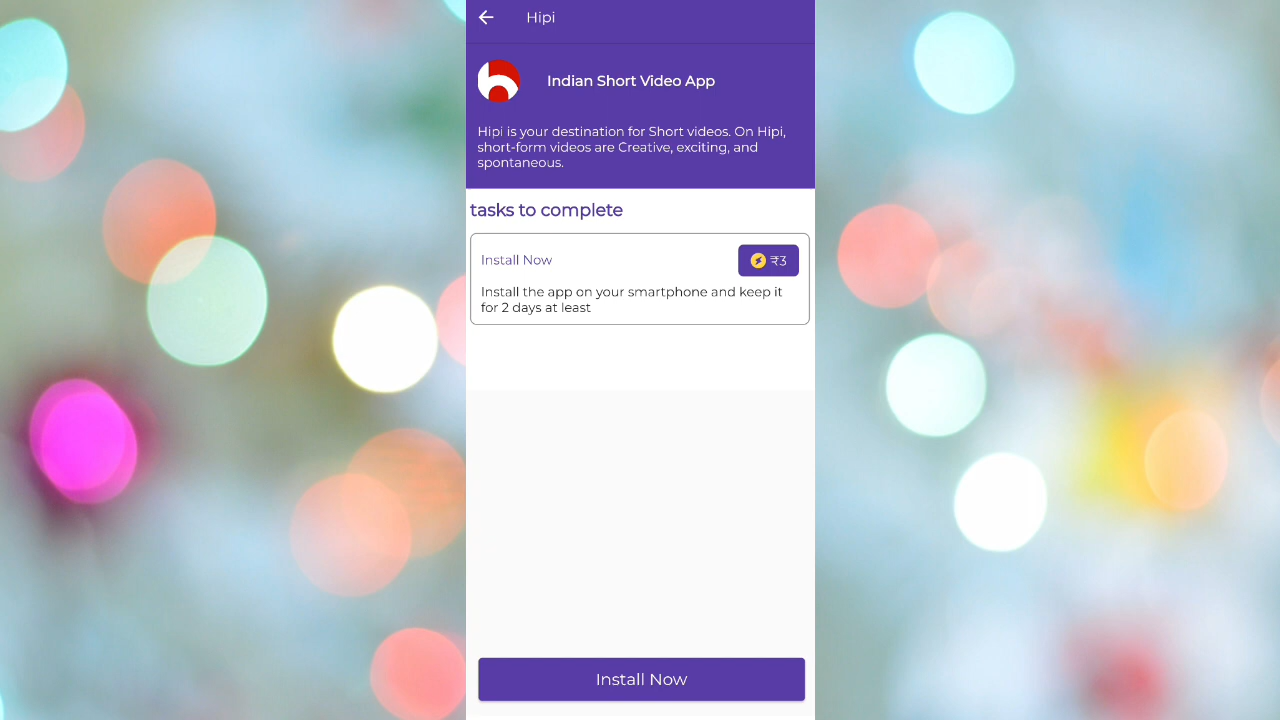 Hipi
Indian Short Video App
Hipi is your destination for Short videos. On Hipi,
short-form videos are Creative, exciting, and
spontaneous.
tasks to complete
Install Now
₹3
Install the app on your smartphone and keep it
for 2 days at least
Install Now